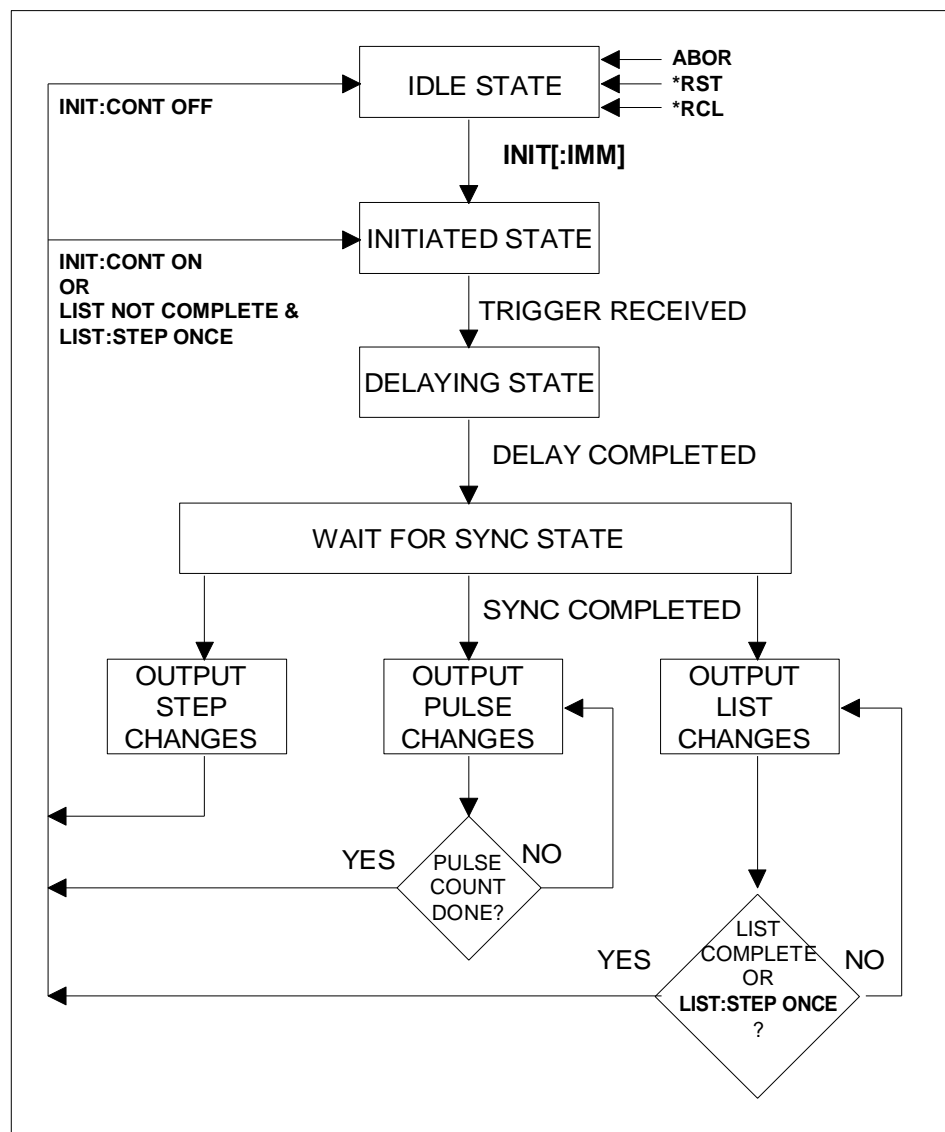 IDLE STATE
ABOR
*RST
*RCL
INIT:CONT OFF
INIT[:IMM]
INITIATED STATE
INIT:CONT ON
OR
LIST NOT COMPLETE &
LIST:STEP ONCE
TRIGGER RECEIVED
DELAYING STATE
DELAY COMPLETED
WAIT FOR SYNC STATE
SYNC COMPLETED
OUTPUT
STEP
CHANGES
OUTPUT
PULSE
CHANGES
OUTPUT
LIST
CHANGES
YES
NO
PULSE
COUNT
DONE?
YES
NO
LIST
COMPLETE
OR
LIST:STEP ONCE
?